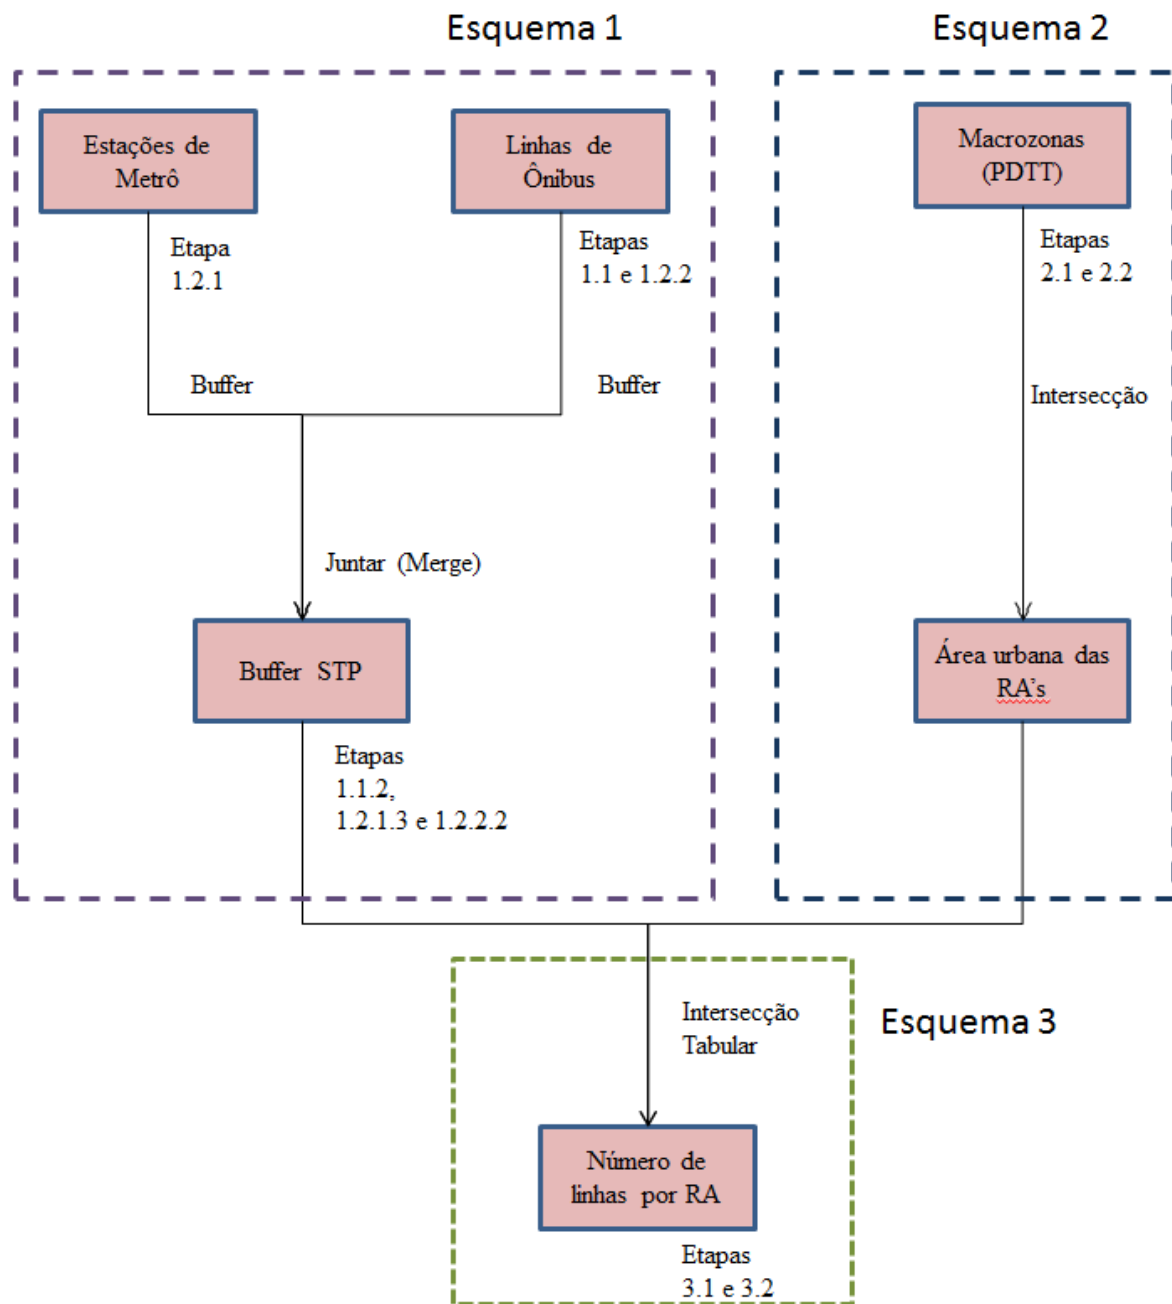 Esquema 1
Esquema 2
Estações de
Metrô
Linhas de
Ônibus
Macrozonas
(PDTT)
Etapa
1.2.1
Etapas
1.1 e 1.2.2
Etapas
2.1 e 2.2
Buffer
Buffer
Intersecção
Juntar (Merge)
Buffer STP
Área urbana das
RA's
Etapas
1.1.2,
1.2.1.3 e 1.2.2.2
Intersecção
Tabular
Esquema 3
Número de
linhas por RA
Etapas
3.1 e 3.2